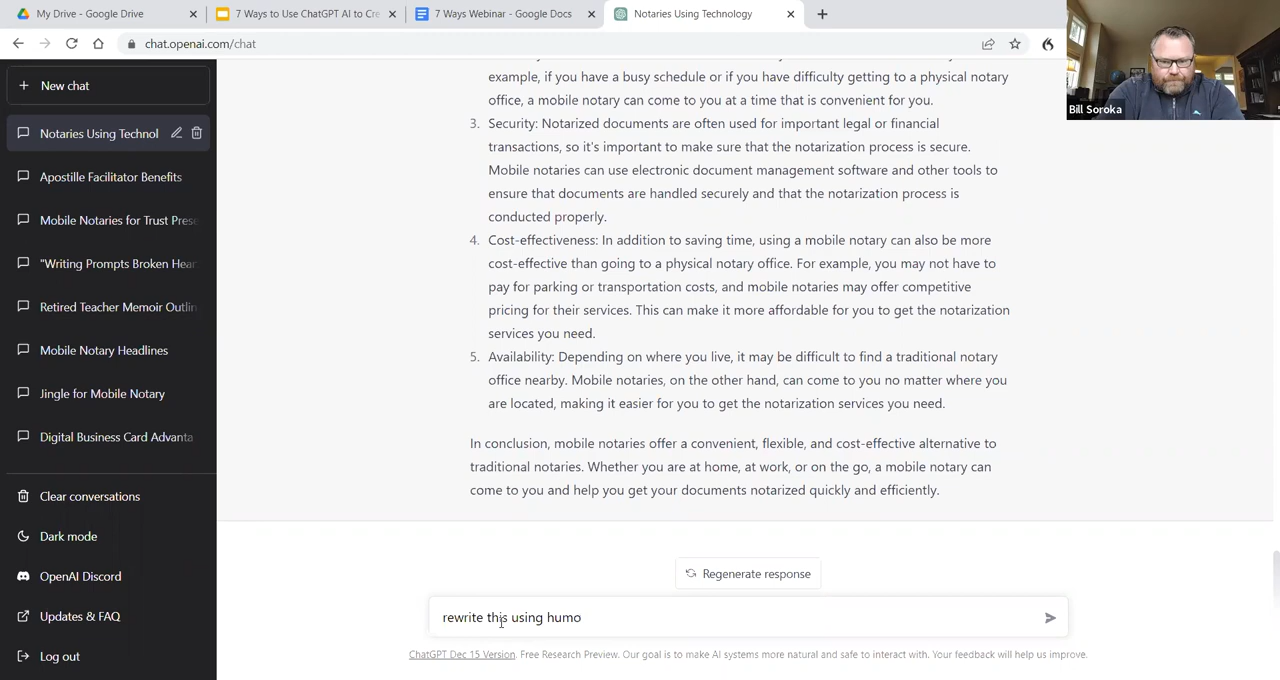 My Drive - Google Drive
7 Ways to Use ChatGPT AI to Cre
7 Ways Webinar - Google Docs
Notaries Using Technology
chat.openai.com/chat
Bill Soroka
New chat
Notaries Using Technol
Apostille Facilitator Benefits
Mobile Notaries for Trust Prese
"Writing Prompts Broken Hear
Retired Teacher Memoir Outlin
Mobile Notary Headlines
Jingle for Mobile Notary
Digital Business Card Advanta
Clear conversations
Dark mode
OpenAI Discord
Updates & FAQ
Log out
example, if you have a busy schedule or if you have difficulty getting to a physical notary
office, a mobile notary can come to you at a time that is convenient for you.
3. Security: Notarized documents are often used for important legal or financial
transactions, so it's important to make sure that the notarization process is secure.
Mobile notaries can use electronic document management software and other tools to
ensure that documents are handled securely and that the notarization process is
conducted properly.
4. Cost-effectiveness: In addition to saving time, using a mobile notary can also be more
cost-effective than going to a physical notary office. For example, you may not have to
pay for parking or transportation costs, and mobile notaries may offer competitive
pricing for their services. This can make it more affordable for you to get the notarization
services you need.
5. Availability: Depending on where you live, it may be difficult to find a traditional notary
office nearby. Mobile notaries, on the other hand, can come to you no matter where you
are located, making it easier for you to get the notarization services you need.
In conclusion, mobile notaries offer a convenient, flexible, and cost-effective alternative to
traditional notaries. Whether you are at home, at work, or on the go, a mobile notary can
come to you and help you get your documents notarized quickly and efficiently.
Regenerate response
rewrite this using humo
ChatGPT Dec 15 Version. Free Research Preview. Our goal is to make AI systems more natural and safe to interact with. Your feedback will help us improve.